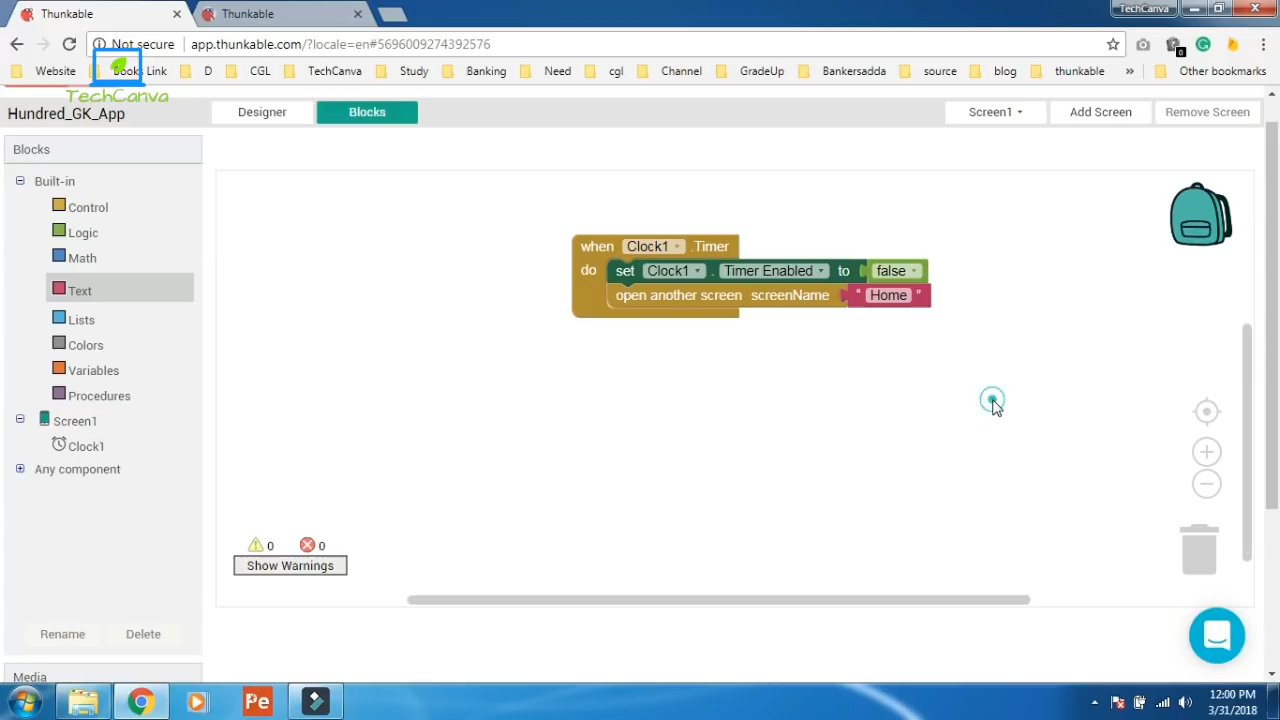 Thunkable
Thunkable
TechCanva
Not secure
app.thunkable.com/?locale=en#5696009274392576
0
Website
Books Link
D
CGL
TechCanva
Study
Banking
Need
cgl
Channel
GradeUp
Bankersadda
source
blog
thunkable
»
Other bookmarks
TechCanva
Hundred_GK_App
Designer
Blocks
Screen1
Add Screen
Remove Screen
Blocks
Built-in
Control
Logic
Math
Text
Lists
Colors
Variables
Procedures
Screen1
Clock1
Any component
Rename
Delete
Media
when Clock1 .Timer
do set Clock1 . Timer Enabled to false
open another screen screenName “ Home ”
0 0
Show Warnings
Pe
12:00 PM
3/31/2018